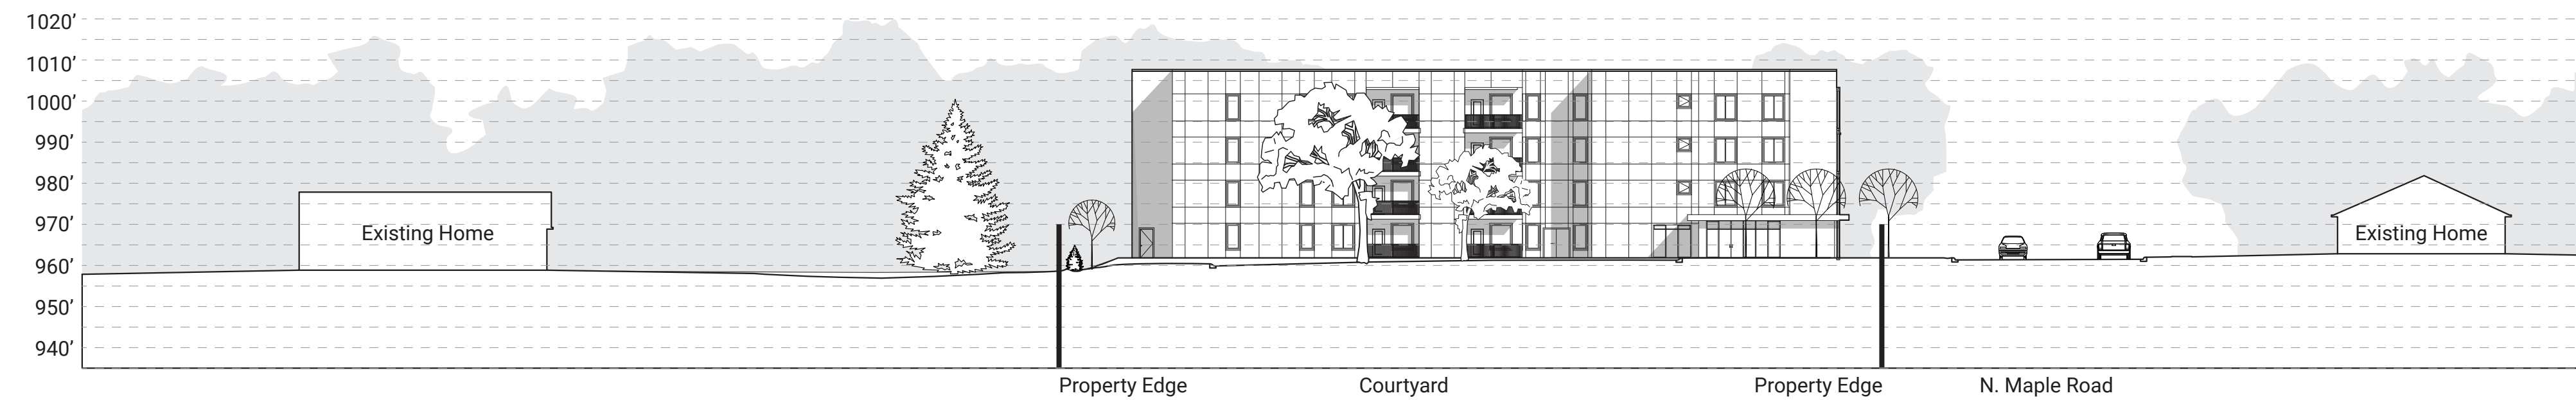 1020’
1010’
1000’
990’
980’
970’
960’
950’
940’
Existing Home
Existing Home
Property Edge
Courtyard
Property Edge
N. Maple Road